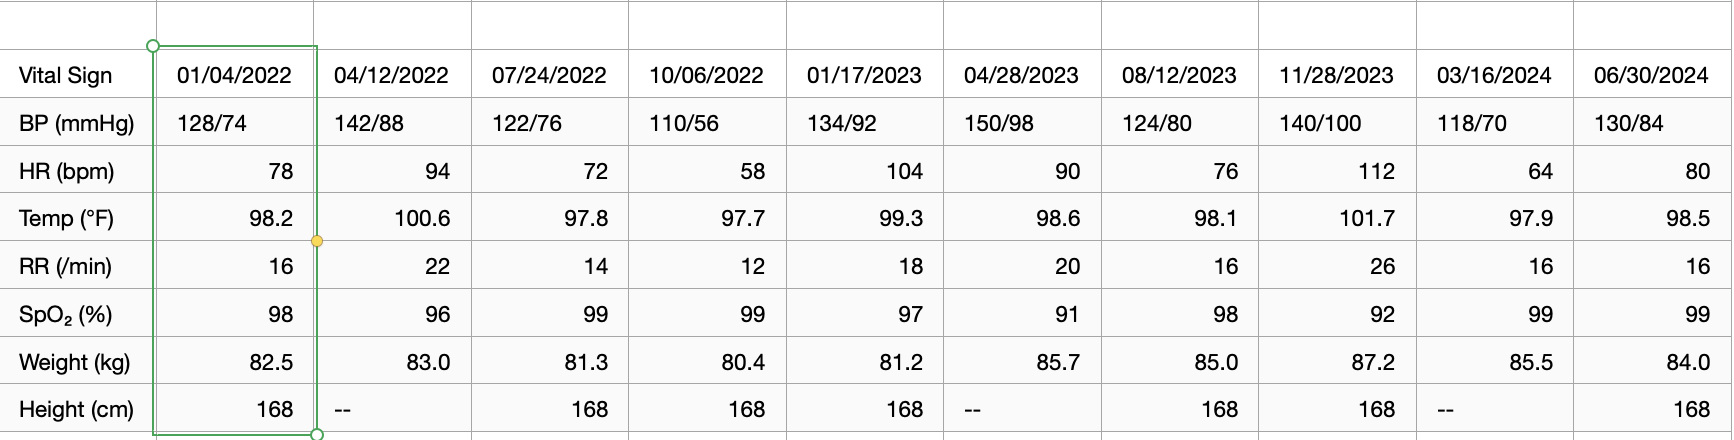 Vital Sign 01/04/2022 04/12/2022 07/24/2022 10/06/2022 01/17/2023 04/28/2023 08/12/2023 11/28/2023 03/16/2024 06/30/2024
BP (mmHg) 128/74 142/88 122/76 110/56 134/92 150/98 124/80 140/100 118/70 130/84
HR (bpm) 78 94 72 58 104 90 76 112 64 80
Temp (°F) 98.2 100.6 97.8 97.7 99.3 98.6 98.1 101.7 97.9 98.5
RR (/min) 16 22 14 12 18 20 16 26 16 16
SpO₂ (%) 98 96 99 99 97 91 98 92 99 99
Weight (kg) 82.5 83.0 81.3 80.4 81.2 85.7 85.0 87.2 85.5 84.0
Height (cm) 168 -- 168 168 168 -- 168 168 -- 168